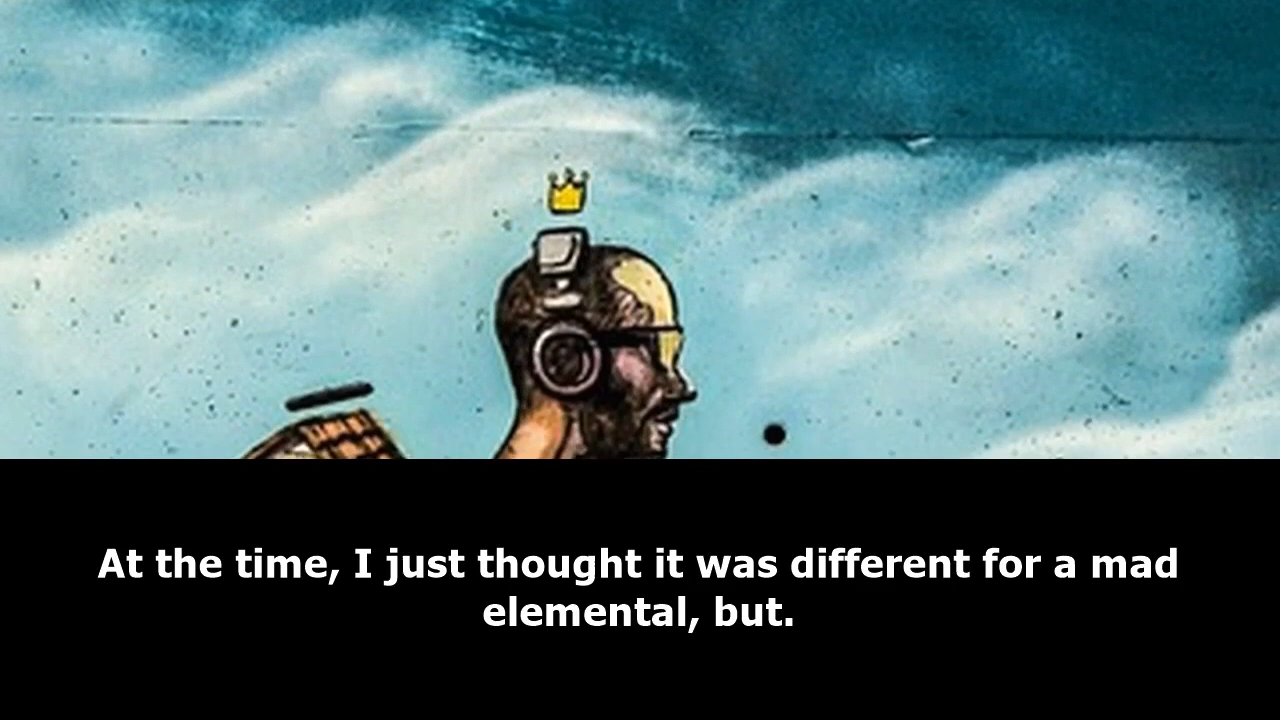 At the time, I just thought it was different for a mad
elemental, but.